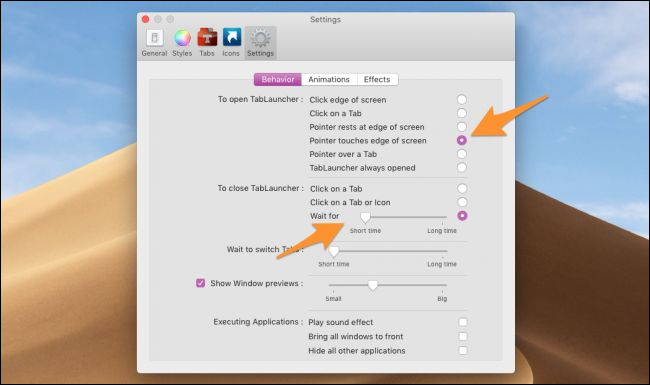 Settings
General Styles Tabs Icons Settings
Behavior Animations Effects
To open TabLauncher : Click edge of screen
Click on a Tab
Pointer rests at edge of screen
Pointer touches edge of screen
Pointer over a Tab
TabLauncher always opened
To close TabLauncher : Click on a Tab
Click on a Tab or Icon
Wait for
Short time Long time
Wait to switch Tabs :
Short time Long time
Show Window previews :
Small Big
Executing Applications : Play sound effect
Bring all windows to front
Hide all other applications